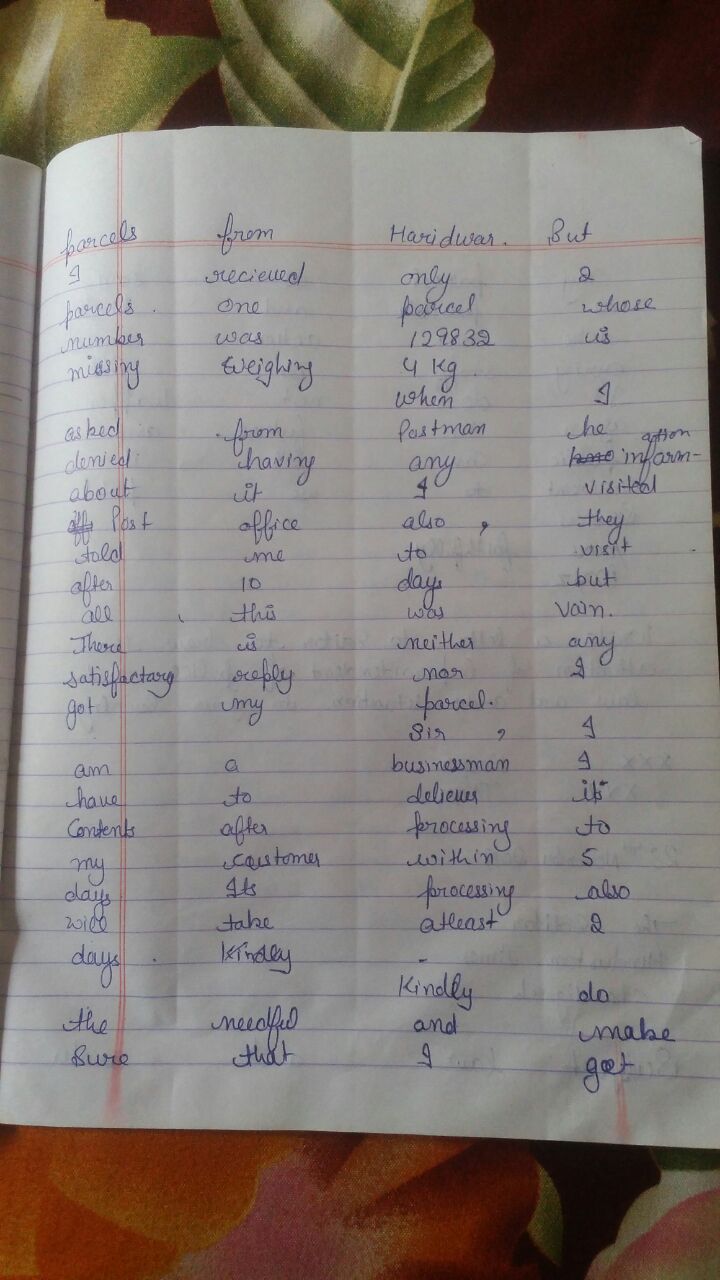 parcels from Haridwar. But
I recieved only 2
parcels. One parcel whose
number was 129832 is
missing weighing 4 Kg.
When I
asked from Postman he
denied having any information
about it I visited
Post office also, they
told me to visit
after 10 days but
all this was vain.
There is neither any
satisfactory reply nor I
got my parcel.
Sir, I
am a businessman I
have to deliever its
Contents after processing to
my customer within 5
days Its processing also
will take atleast 2
days. Kindly -
Kindly do
the needful and make
Sure that I get